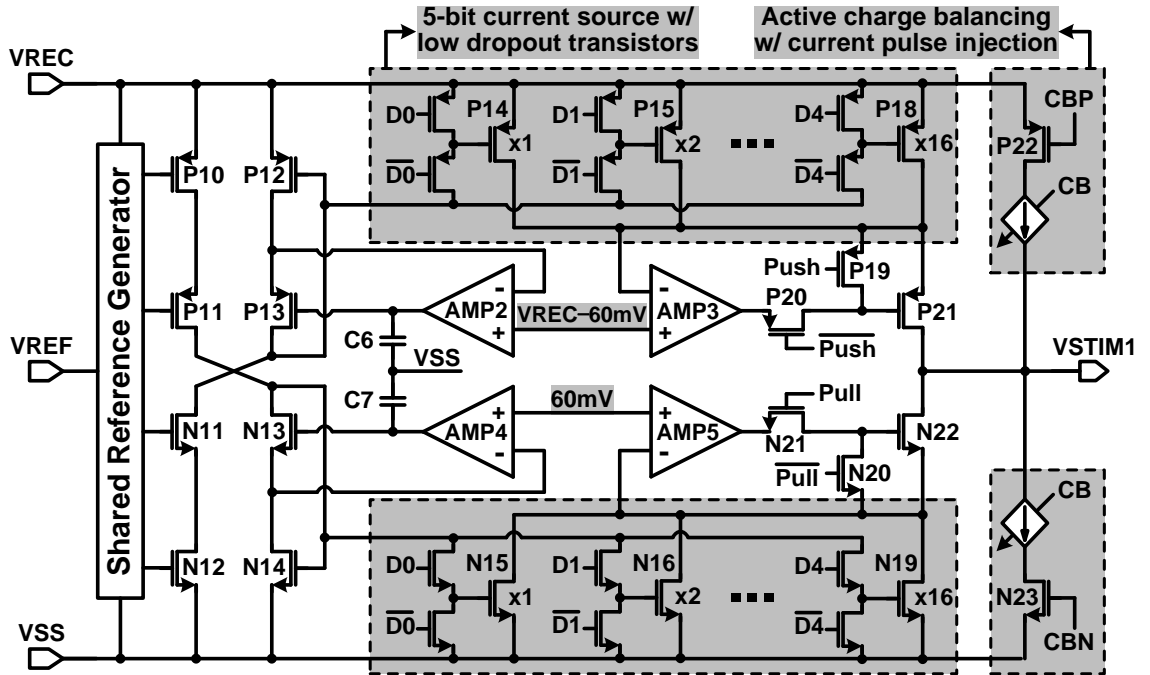 5-bit current source w/
low dropout transistors
Active charge balancing
w/ current pulse injection
VREC
P14
P15
P18
D0
D1
D4
x1
x2
x16
D0
D1
D4
CBP
P22
CB
P10
P12
Shared Reference Generator
Push
P19
P11
P13
AMP2
-
+
VREC−60mV
-
+
AMP3
P20
P21
Push
C6
VSS
VREF
VSTIM1
C7
60mV
Pull
N11
N13
AMP4
+
-
+
-
AMP5
N21
N22
Pull
N20
CB
N12
N14
D0
N15
D1
N16
D4
N19
x1
x2
x16
D0
D1
D4
N23
CBN
VSS